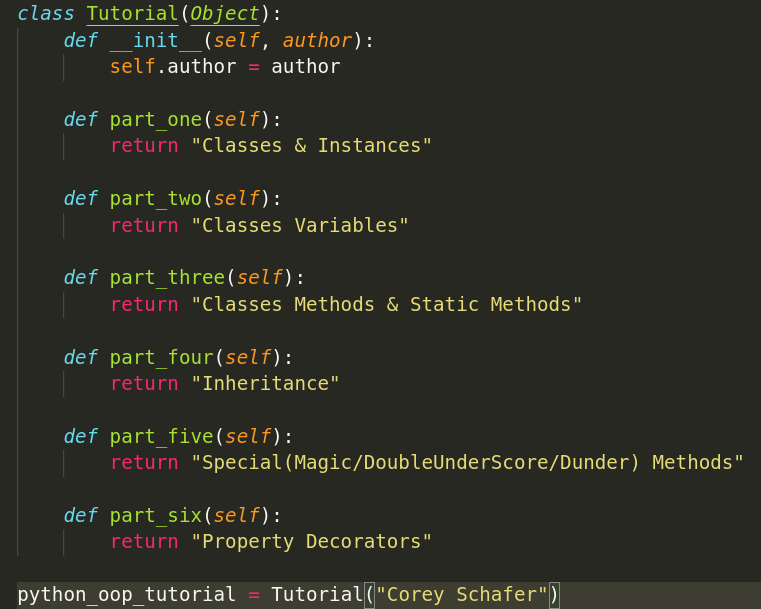 class Tutorial(Object):
    def __init__(self, author):
        self.author = author

    def part_one(self):
        return "Classes & Instances"

    def part_two(self):
        return "Classes Variables"

    def part_three(self):
        return "Classes Methods & Static Methods"

    def part_four(self):
        return "Inheritance"

    def part_five(self):
        return "Special(Magic/DoubleUnderScore/Dunder) Methods"

    def part_six(self):
        return "Property Decorators"

python_oop_tutorial = Tutorial("Corey Schafer")